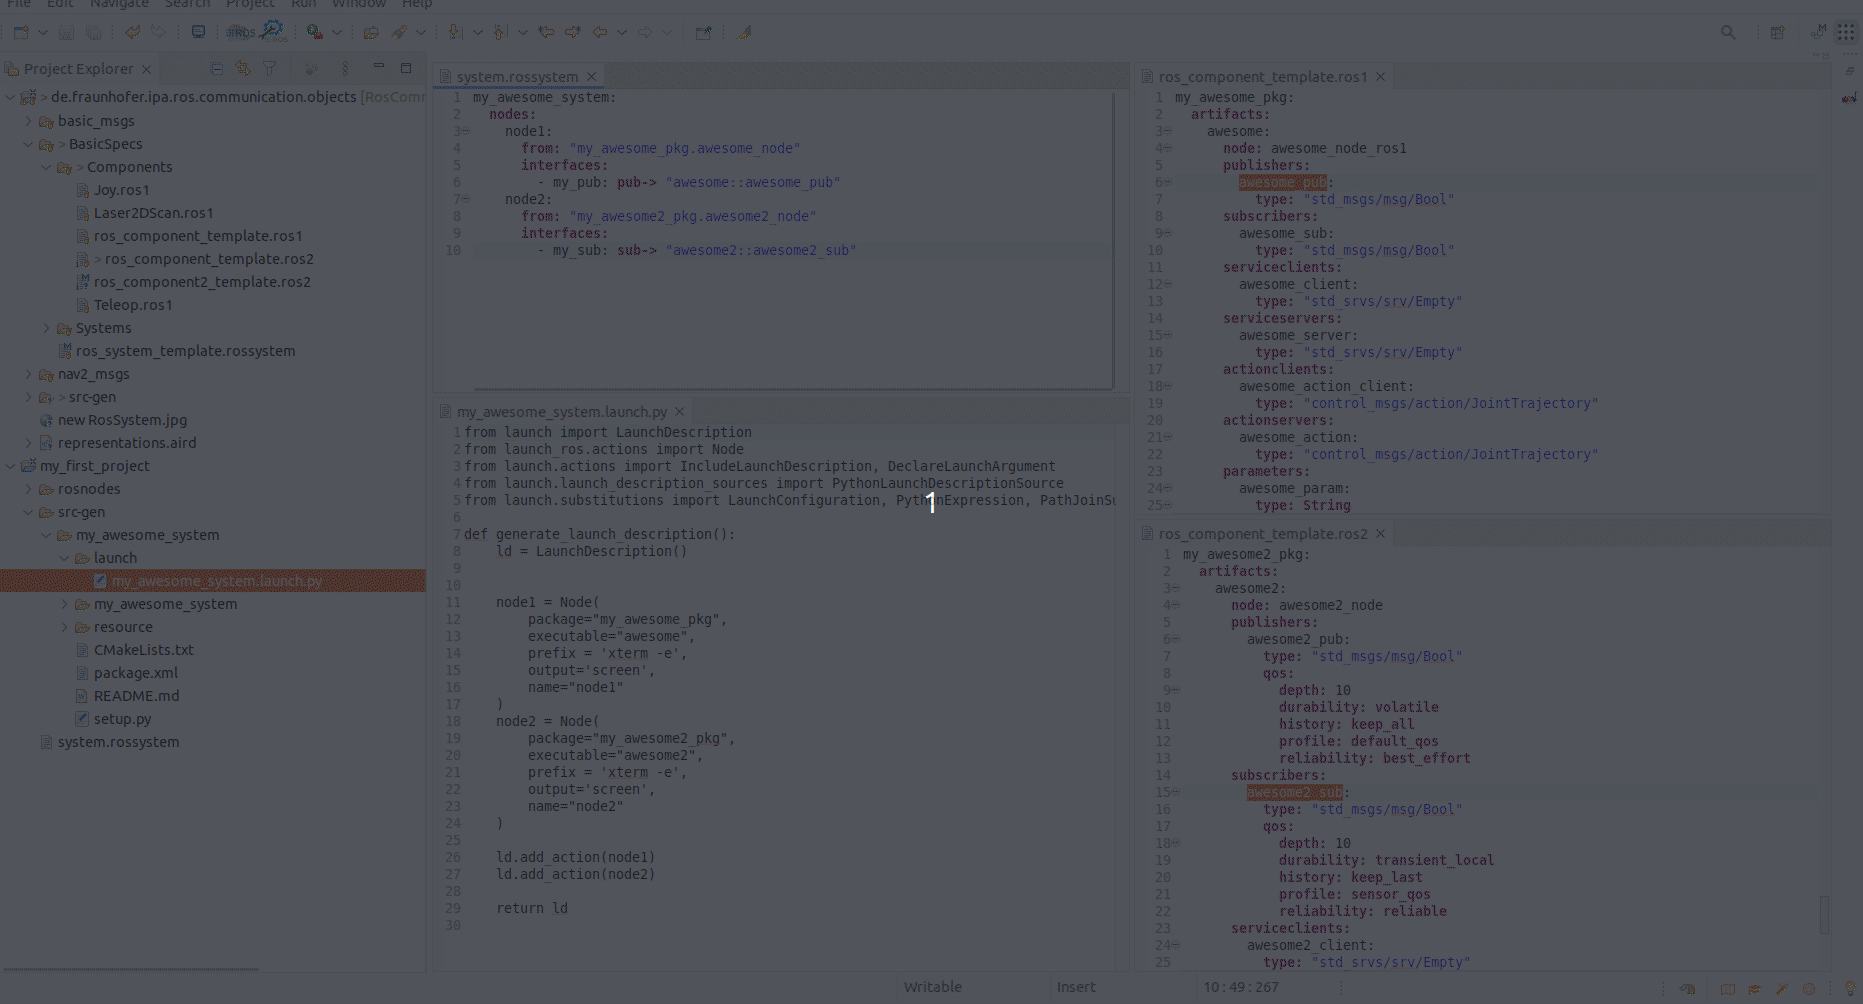 File Edit Navigate Search Project Run Window Help
Project Explorer
> de.fraunhofer.ipa.ros.communication.objects [RosComm
basic_msgs
> BasicSpecs
> Components
Joy.ros1
Laser2DScan.ros1
ros_component_template.ros1
> ros_component_template.ros2
ros_component2_template.ros2
Teleop.ros1
Systems
ros_system_template.rossystem
nav2_msgs
> src-gen
new RosSystem.jpg
representations.aird
my_first_project
rosnodes
src-gen
my_awesome_system
launch
my_awesome_system.launch.py
my_awesome_system
resource
CMakeLists.txt
package.xml
README.md
setup.py
system.rossystem
system.rossystem
1 my_awesome_system:
2 nodes:
3 node1:
4 from: "my_awesome_pkg.awesome_node"
5 interfaces:
6 - my_pub: pub-> "awesome::awesome_pub"
7 node2:
8 from: "my_awesome2_pkg.awesome2_node"
9 interfaces:
10 - my_sub: sub-> "awesome2::awesome2_sub"
my_awesome_system.launch.py
1 from launch import LaunchDescription
2 from launch_ros.actions import Node
3 from launch.actions import IncludeLaunchDescription, DeclareLaunchArgument
4 from launch.launch_description_sources import PythonLaunchDescriptionSource
5 from launch.substitutions import LaunchConfiguration, PythonExpression, PathJoinSu
6
7 def generate_launch_description():
8 ld = LaunchDescription()
9
10
11 node1 = Node(
12 package="my_awesome_pkg",
13 executable="awesome",
14 prefix = 'xterm -e',
15 output='screen',
16 name="node1"
17 )
18 node2 = Node(
19 package="my_awesome2_pkg",
20 executable="awesome2",
21 prefix = 'xterm -e',
22 output='screen',
23 name="node2"
24 )
25
26 ld.add_action(node1)
27 ld.add_action(node2)
28
29 return ld
30
1
ros_component_template.ros1
1 my_awesome_pkg:
2 artifacts:
3 awesome:
4 node: awesome_node_ros1
5 publishers:
6 awesome_pub:
7 type: "std_msgs/msg/Bool"
8 subscribers:
9 awesome_sub:
10 type: "std_msgs/msg/Bool"
11 serviceclients:
12 awesome_client:
13 type: "std_srvs/srv/Empty"
14 serviceservers:
15 awesome_server:
16 type: "std_srvs/srv/Empty"
17 actionclients:
18 awesome_action_client:
19 type: "control_msgs/action/JointTrajectory"
20 actionservers:
21 awesome_action:
22 type: "control_msgs/action/JointTrajectory"
23 parameters:
24 awesome_param:
25 type: String
ros_component_template.ros2
1 my_awesome2_pkg:
2 artifacts:
3 awesome2:
4 node: awesome2_node
5 publishers:
6 awesome2_pub:
7 type: "std_msgs/msg/Bool"
8 qos:
9 depth: 10
10 durability: volatile
11 history: keep_all
12 profile: default_qos
13 reliability: best_effort
14 subscribers:
15 awesome2_sub:
16 type: "std_msgs/msg/Bool"
17 qos:
18 depth: 10
19 durability: transient_local
20 history: keep_last
21 profile: sensor_qos
22 reliability: reliable
23 serviceclients:
24 awesome2_client:
25 type: "std_srvs/srv/Empty"
Writable Insert 10 : 49 : 267